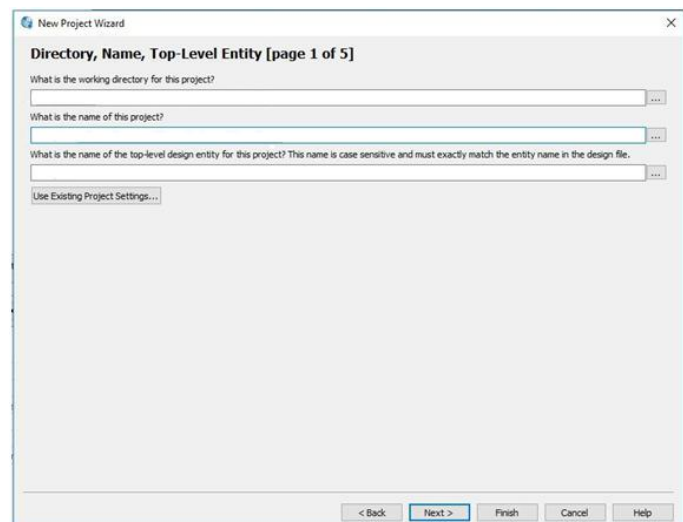 New Project Wizard
Directory, Name, Top-Level Entity [page 1 of 5]
What is the working directory for this project?
...
What is the name of this project?
...
What is the name of the top-level design entity for this project? This name is case sensitive and must exactly match the entity name in the design file.
...
Use Existing Project Settings...
< Back Next > Finish Cancel Help